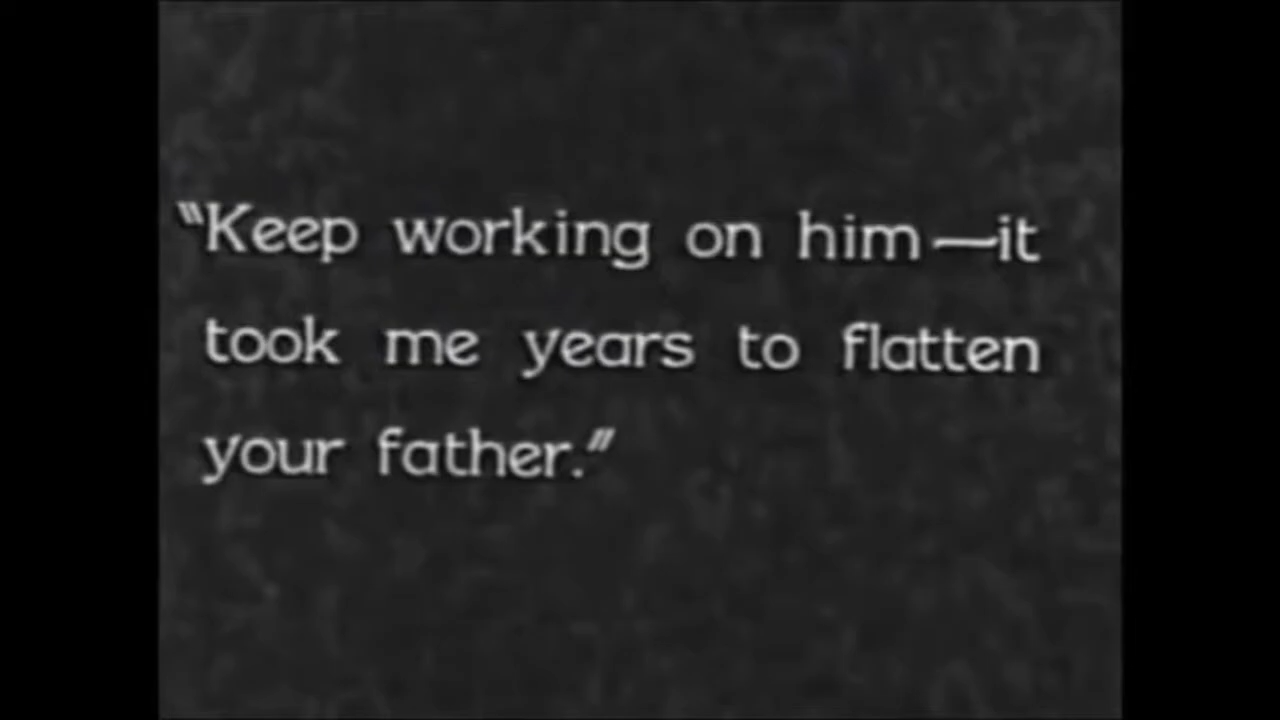 "Keep working on him—it
took me years to flatten
your father."